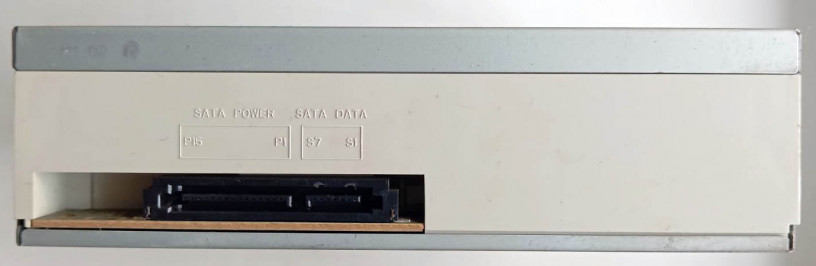 SATA POWER SATA DATA
P15 P1 S7 S1